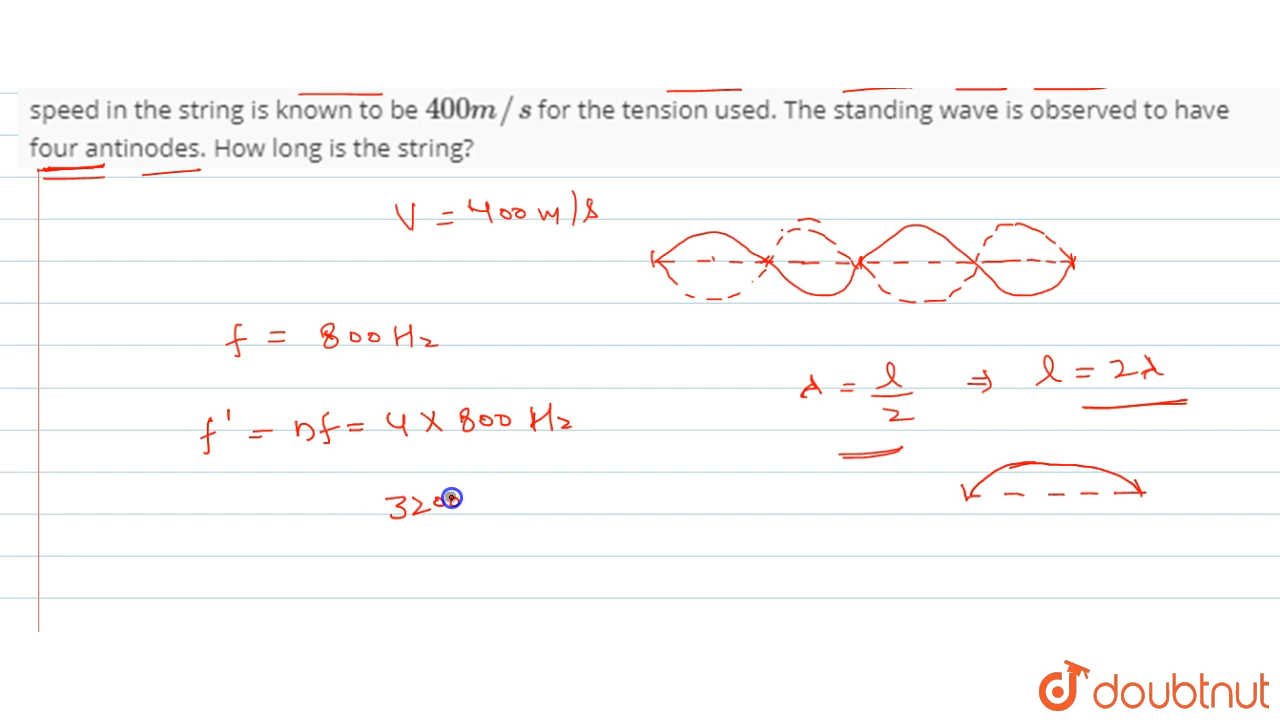 speed in the string is known to be 400m/s for the tension used. The standing wave is observed to have
four antinodes. How long is the string?
V = 400 m/s
f = 800 Hz
λ = l/2 ⇒ l = 2λ
f' = nf = 4 × 800 Hz
3200
doubtnut